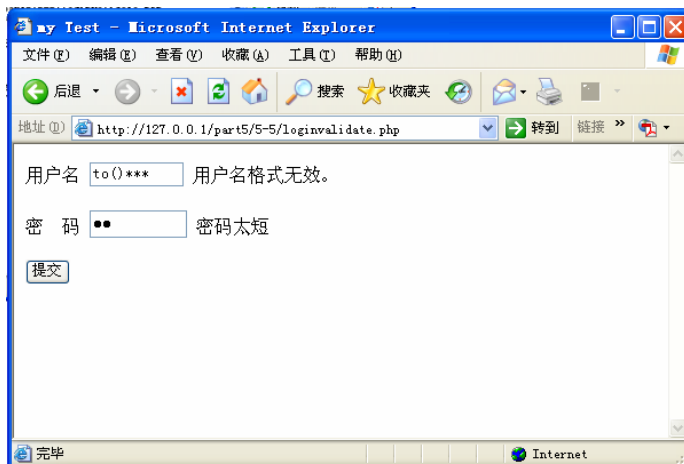 my Test - Microsoft Internet Explorer
文件(F) 编辑(E) 查看(V) 收藏(A) 工具(T) 帮助(H)
后退 搜索 收藏夹
地址(D) http://127.0.0.1/part5/5-5/loginvalidate.php 转到 链接 »
用户名 to()*** 用户名格式无效。
密 码 ●● 密码太短
提交
完毕 Internet